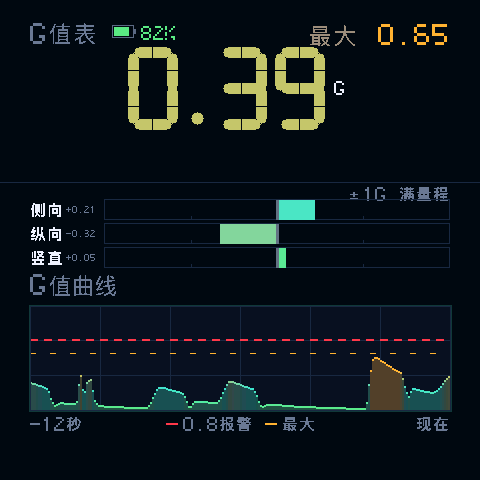 G值表 82% 最大 0.65
0.39 G
±1G 满量程
侧向 +0.21
纵向 -0.32
竖直 +0.05
G值曲线
-12秒 0.8报警 最大 现在